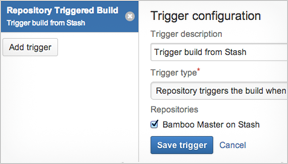 Repository Triggered Build
Trigger build from Stash
Add trigger
Trigger configuration
Trigger description
Trigger build from Stash
Trigger type*
Repository triggers the build when
Repositories
Bamboo Master on Stash
Save trigger
Cancel